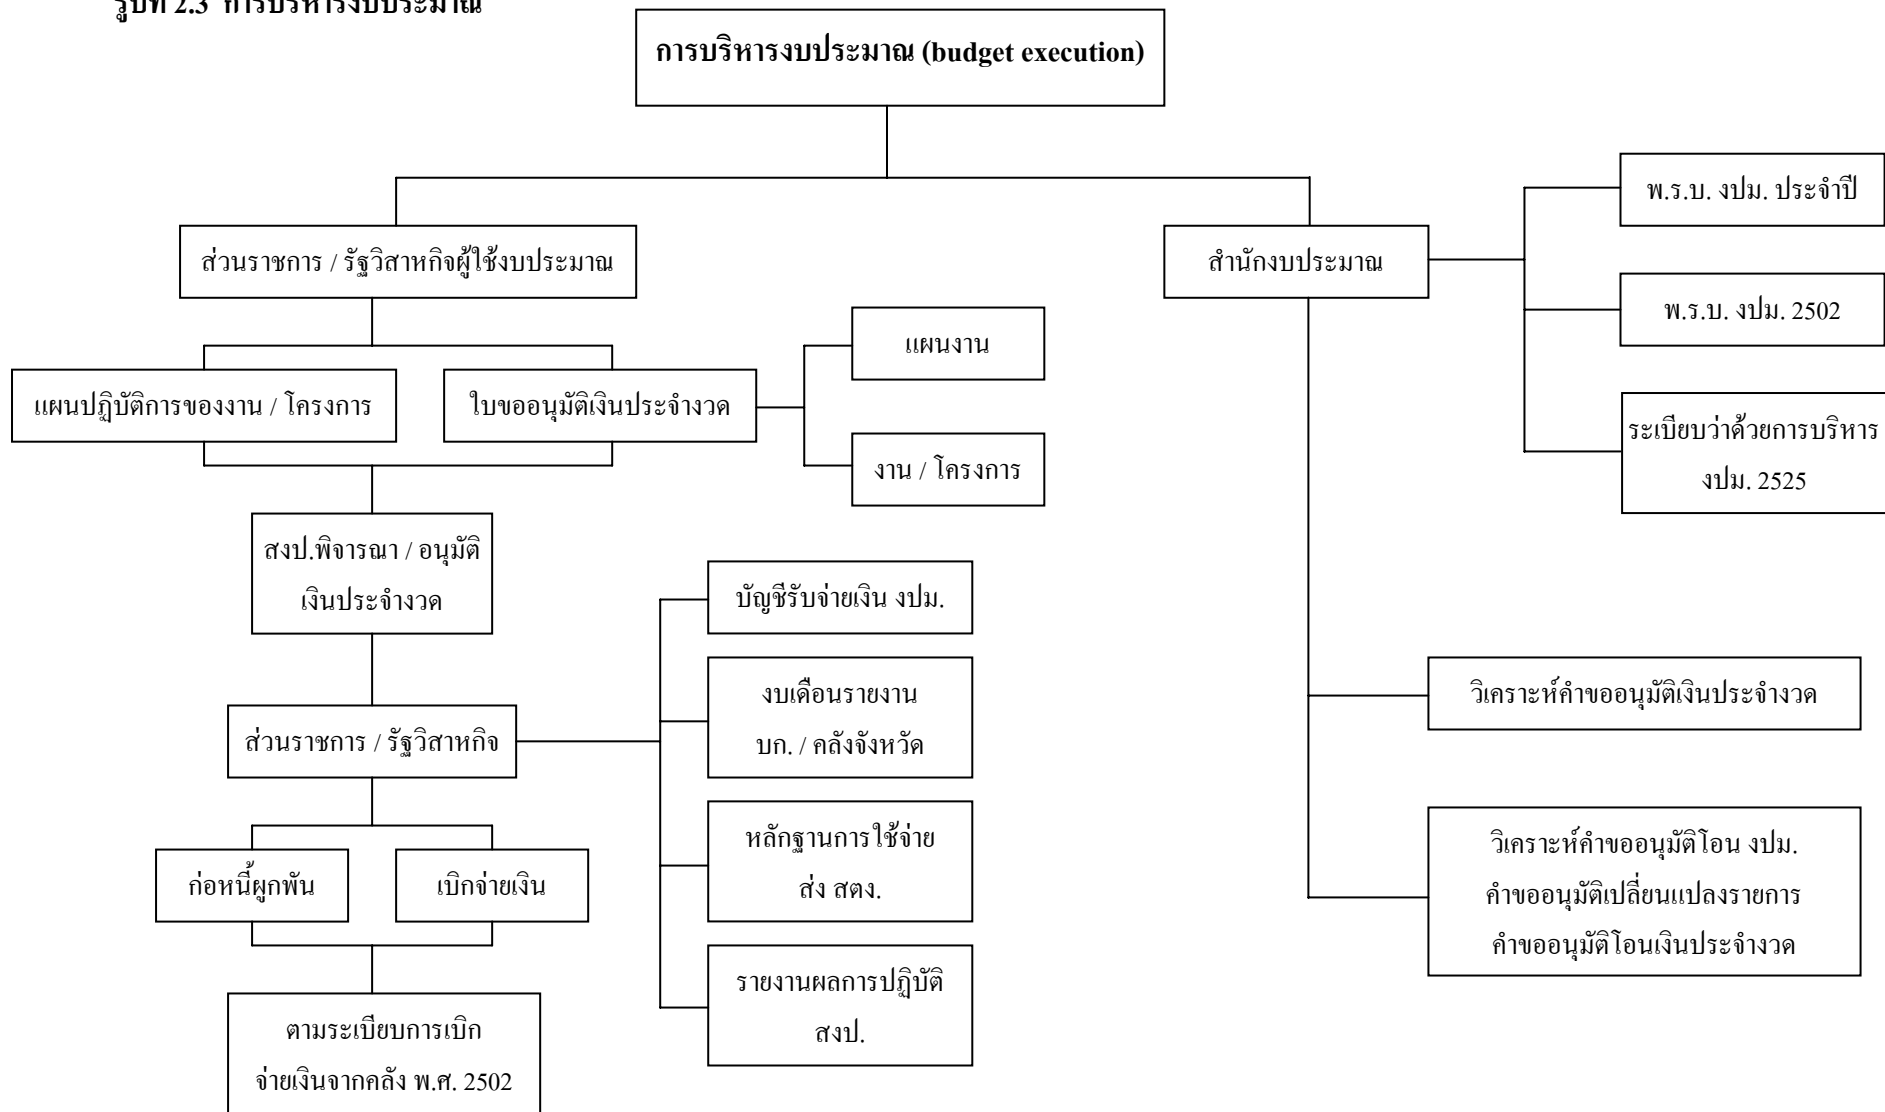 รูปที่ 2.3 การบริหารงบประมาณ
การบริหารงบประมาณ (budget execution)
ส่วนราชการ / รัฐวิสาหกิจผู้ใช้งบประมาณ
สำนักงบประมาณ
พ.ร.บ. งปม. ประจำปี
พ.ร.บ. งปม. 2502
ระเบียบว่าด้วยการบริหาร
งปม. 2525
แผนปฏิบัติการของงาน / โครงการ
ใบขออนุมัติเงินประจำงวด
แผนงาน
งาน / โครงการ
สงป.พิจารณา / อนุมัติ
เงินประจำงวด
ส่วนราชการ / รัฐวิสาหกิจ
บัญชีรับจ่ายเงิน งปม.
งบเดือนรายงาน
บก. / คลังจังหวัด
หลักฐานการใช้จ่าย
ส่ง สตง.
รายงานผลการปฏิบัติ
สงป.
ก่อหนี้ผูกพัน
เบิกจ่ายเงิน
ตามระเบียบการเบิก
จ่ายเงินจากคลัง พ.ศ. 2502
วิเคราะห์คำขออนุมัติเงินประจำงวด
วิเคราะห์คำขออนุมัติโอน งปม.
คำขออนุมัติเปลี่ยนแปลงรายการ
คำขออนุมัติโอนเงินประจำงวด